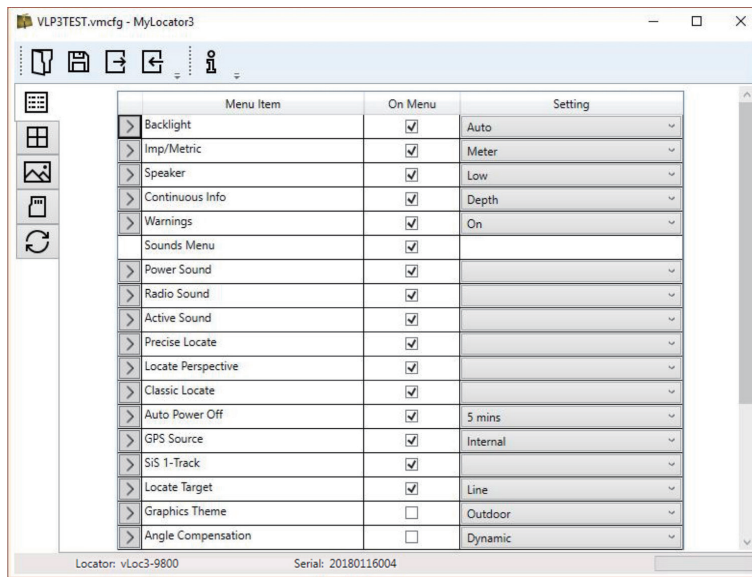 VLP3TEST.vmcfg - MyLocator3
Menu Item On Menu Setting
Backlight Auto
Imp/Metric Meter
Speaker Low
Continuous Info Depth
Warnings On
Sounds Menu
Power Sound
Radio Sound
Active Sound
Precise Locate
Locate Perspective
Classic Locate
Auto Power Off 5 mins
GPS Source Internal
SiS 1-Track
Locate Target Line
Graphics Theme Outdoor
Angle Compensation Dynamic
Locator: vLoc3-9800 Serial: 20180116004